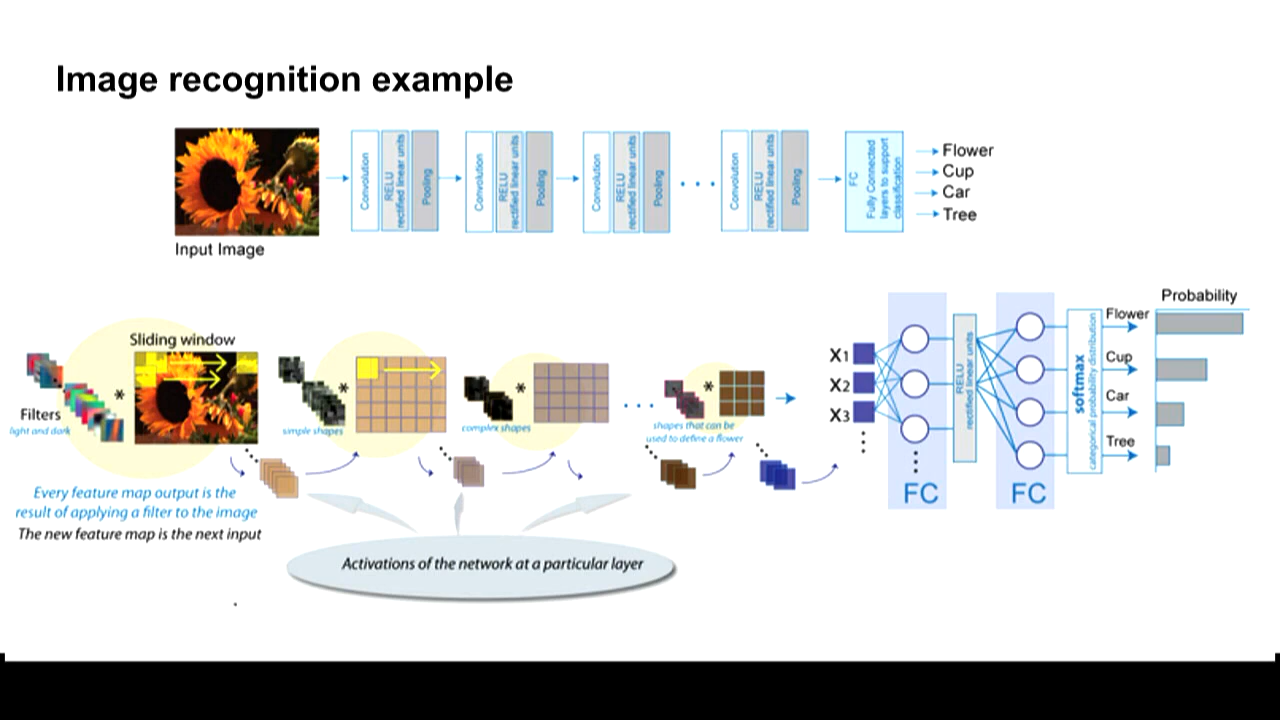 Image recognition example
Input Image
Convolution
RELU
rectified linear units
Pooling
Convolution
RELU
rectified linear units
Pooling
Convolution
RELU
rectified linear units
Pooling
Convolution
RELU
rectified linear units
Pooling
FC
Fully Connected
layers to support
classification
Flower
Cup
Car
Tree
Sliding window
Filters
light and dark
*
simple shapes
*
complex shapes
*
shapes that can be
used to define a flower
*
Every feature map output is the
result of applying a filter to the image
The new feature map is the next input
Activations of the network at a particular layer
X1
X2
X3
FC
RELU
rectified linear units
FC
softmax
categorical probability distribution
Probability
Flower
Cup
Car
Tree